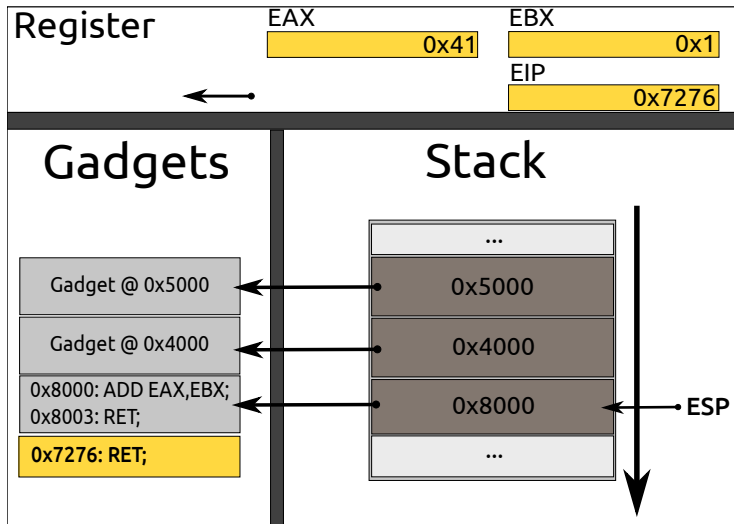 Register
EAX
0x41
EBX
0x1
EIP
0x7276
Gadgets
Gadget @ 0x5000
Gadget @ 0x4000
0x8000: ADD EAX,EBX;
0x8003: RET;
0x7276: RET;
Stack
...
0x5000
0x4000
0x8000
...
ESP